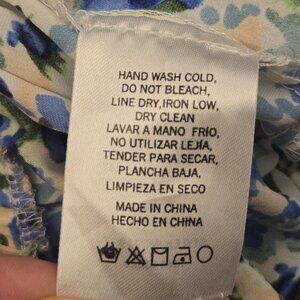 HAND WASH COLD,
DO NOT BLEACH,
LINE DRY,IRON LOW,
DRY CLEAN
LAVAR A MANO FRÍO,
NO UTILIZAR LEJÍA,
TENDER PARA SECAR,
PLANCHA BAJA,
LIMPIEZA EN SECO
MADE IN CHINA
HECHO EN CHINA